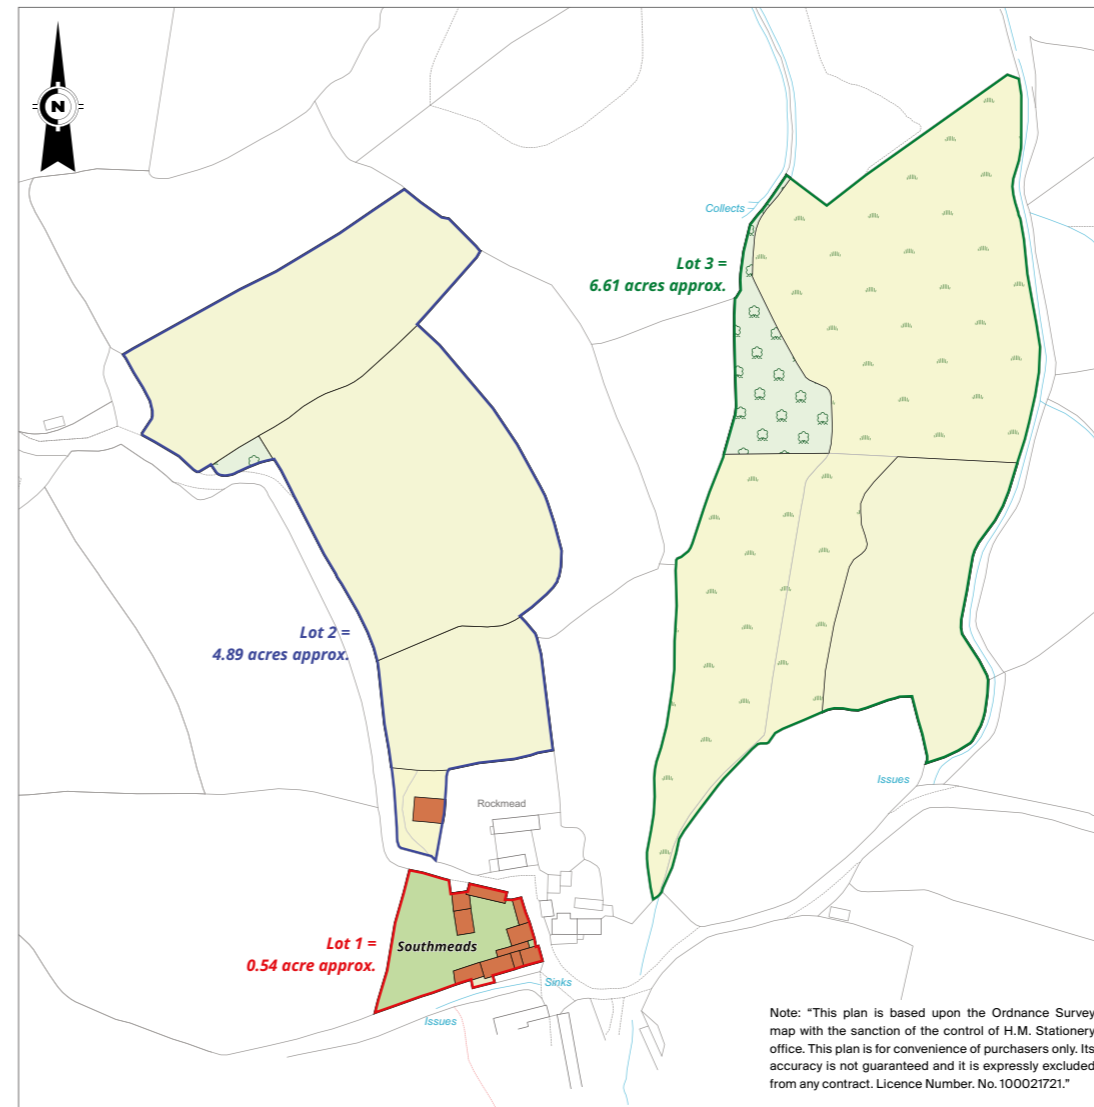 N
Collects
Lot 3 =
6.61 acres approx.
Lot 2 =
4.89 acres approx.
Issues
Rockmead
Lot 1 =
0.54 acre approx.
Southmeads
Sinks
Issues
Note: “This plan is based upon the Ordnance Survey
map with the sanction of the control of H.M. Stationery
office. This plan is for convenience of purchasers only. Its
accuracy is not guaranteed and it is expressly excluded
from any contract. Licence Number. No. 100021721.”